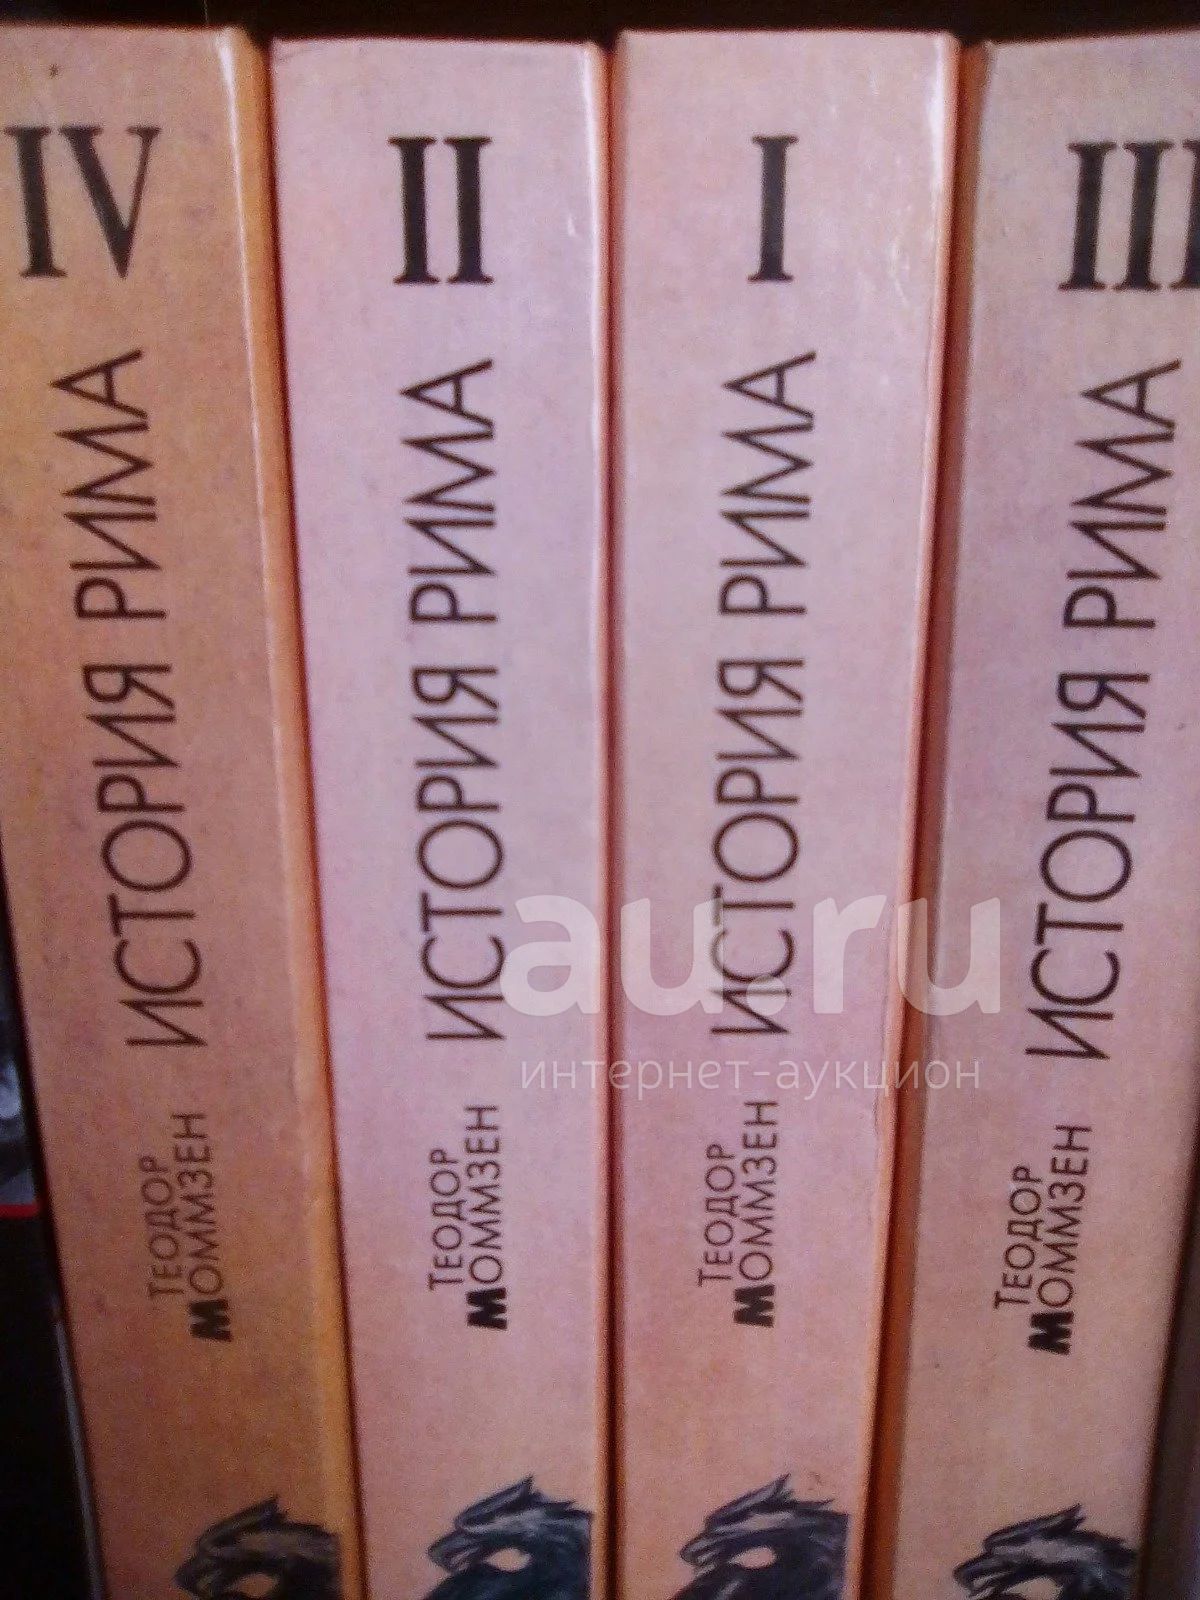 IV
ИСТОРИЯ РИМА
ТЕОДОР
МОММЗЕН
II
ИСТОРИЯ РИМА
ТЕОДОР
МОММЗЕН
I
ИСТОРИЯ РИМА
ТЕОДОР
МОММЗЕН
III
ИСТОРИЯ РИМА
ТЕОДОР
МОММЗЕН
au.ru
интернет-аукцион